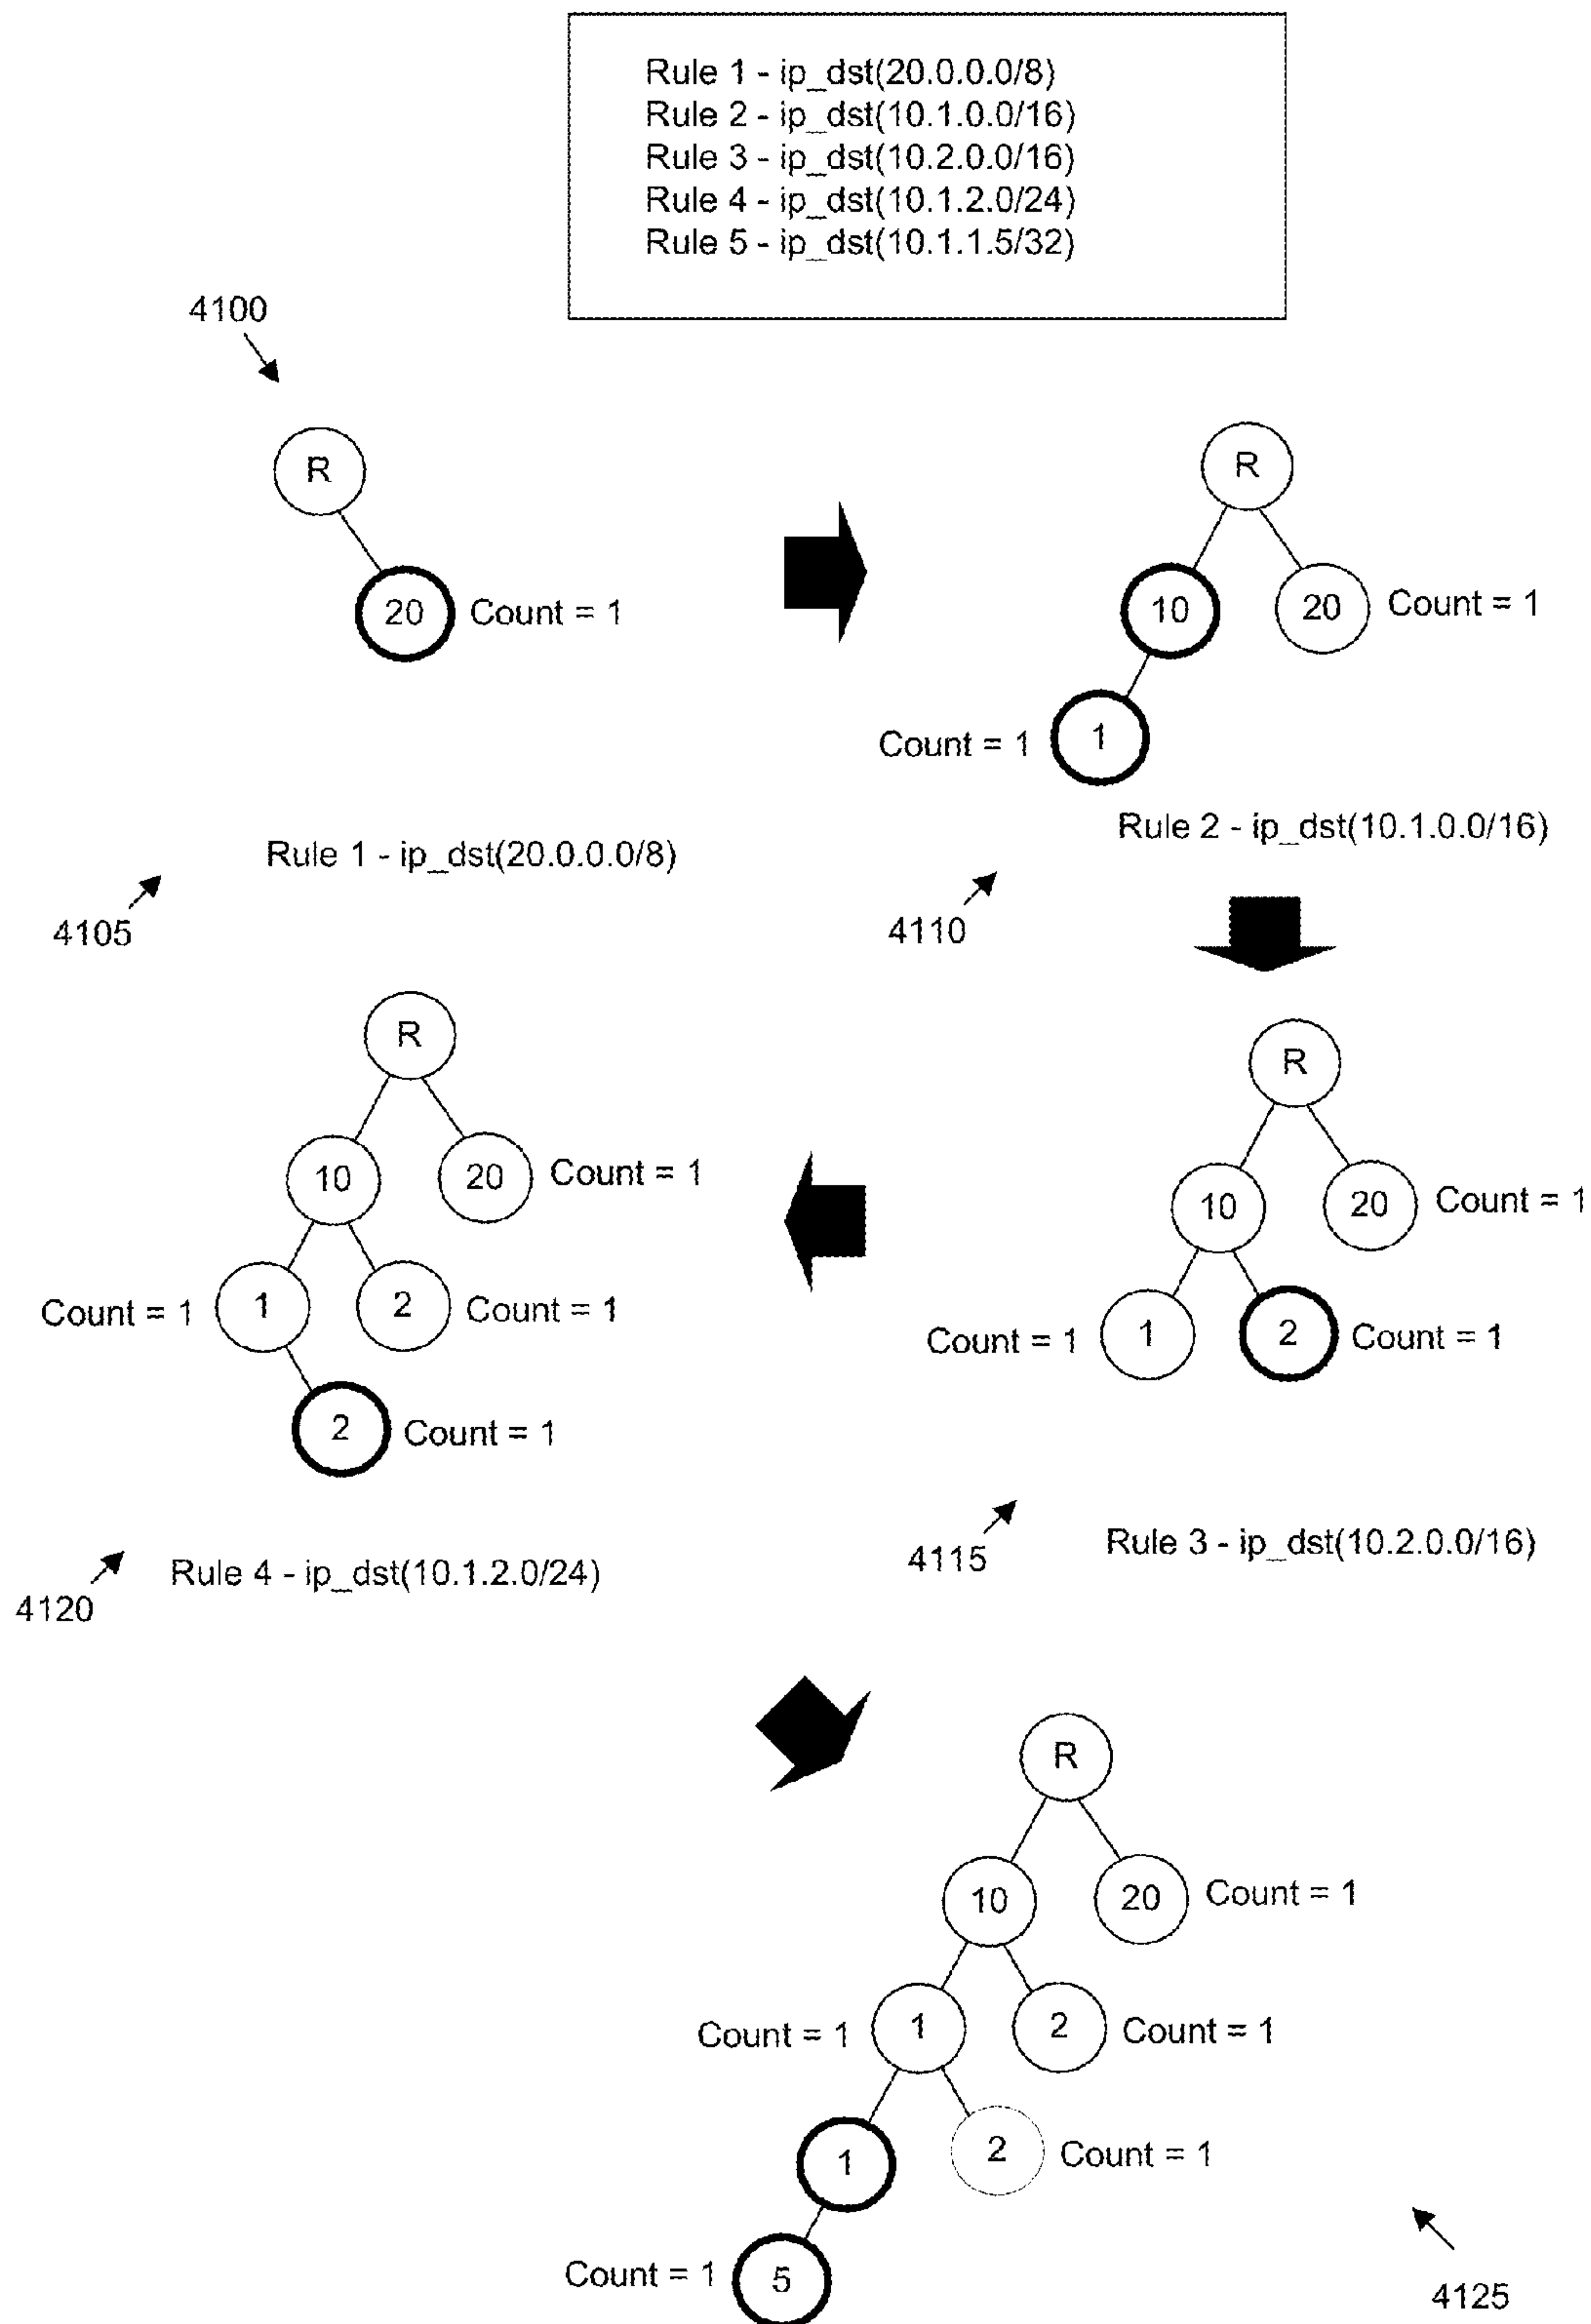 Rule 1 - ip_dst(20.0.0.0/8)
Rule 2 - ip_dst(10.1.0.0/16)
Rule 3 - ip_dst(10.2.0.0/16)
Rule 4 - ip_dst(10.1.2.0/24)
Rule 5 - ip_dst(10.1.1.5/32)
4100
R
20 Count = 1
Rule 1 - ip_dst(20.0.0.0/8)
4105
R
10 20 Count = 1
Count = 1 1
Rule 2 - ip_dst(10.1.0.0/16)
4110
R
10 20 Count = 1
Count = 1 1 2 Count = 1
Rule 3 - ip_dst(10.2.0.0/16)
4115
R
10 20 Count = 1
Count = 1 1 2 Count = 1
2 Count = 1
Rule 4 - ip_dst(10.1.2.0/24)
4120
R
10 20 Count = 1
Count = 1 1 2 Count = 1
1 2 Count = 1
Count = 1 5
4125